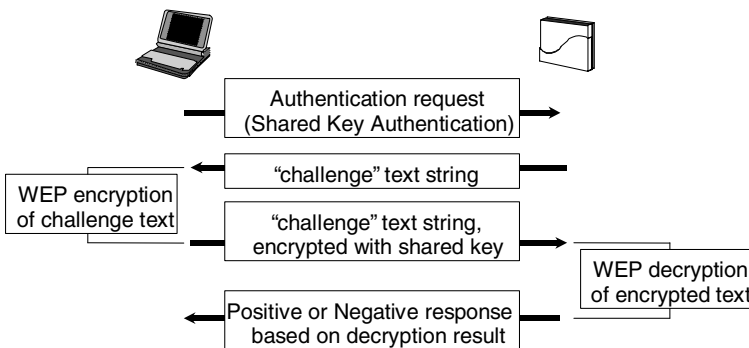 Authentication request
(Shared Key Authentication)
“challenge” text string
WEP encryption
of challenge text
“challenge” text string,
encrypted with shared key
WEP decryption
of encrypted text
Positive or Negative response
based on decryption result